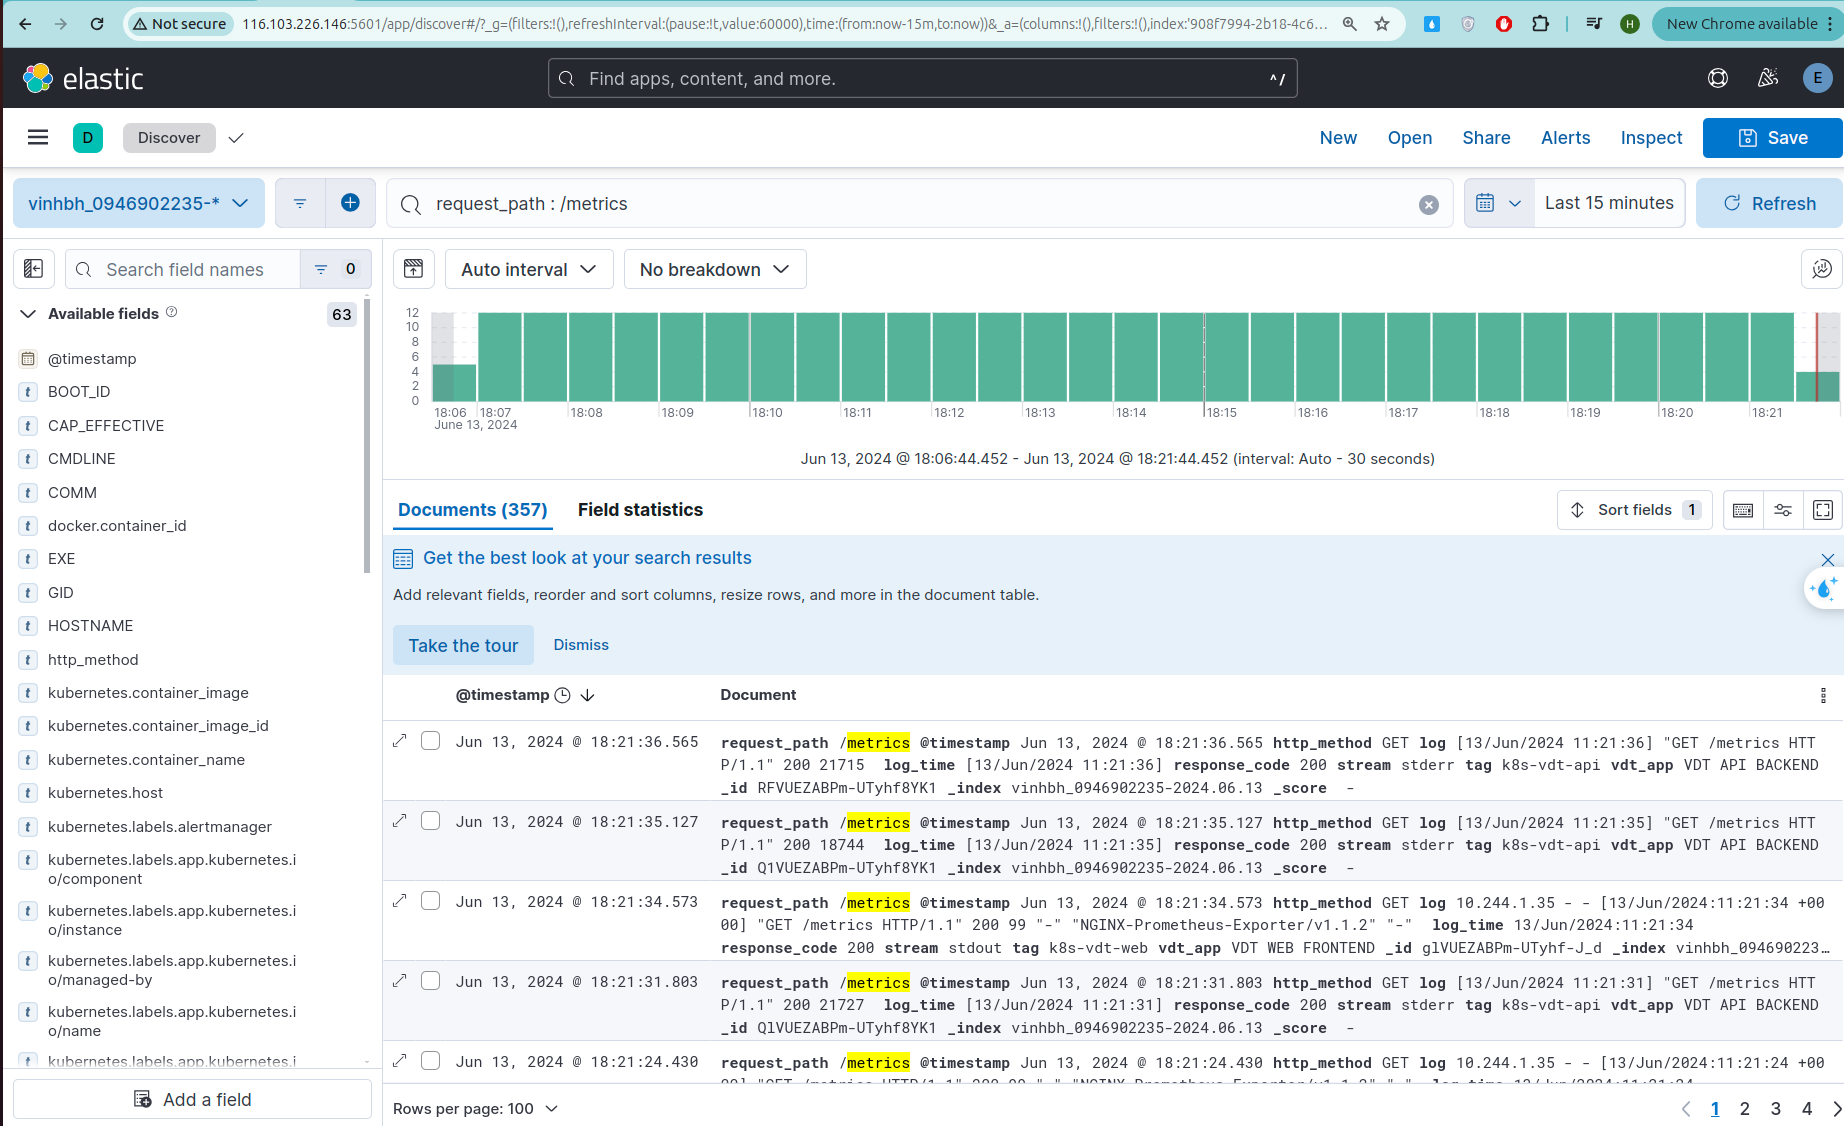 Not secure 116.103.226.146:5601/app/discover#/?_g=(filters:!(),refreshInterval:(pause:!t,value:60000),time:(from:now-15m,to:now))&_a=(columns:!(),filters:!(),index:'908f7994-2b18-4c6... H New Chrome available
elastic Find apps, content, and more. ^/ E
D Discover New Open Share Alerts Inspect Save
vinhbh_0946902235-* request_path : /metrics Last 15 minutes Refresh
Search field names 0 Auto interval No breakdown
Available fields 63
@timestamp
BOOT_ID
CAP_EFFECTIVE
CMDLINE
COMM
docker.container_id
EXE
GID
HOSTNAME
http_method
kubernetes.container_image
kubernetes.container_image_id
kubernetes.container_name
kubernetes.host
kubernetes.labels.alertmanager
kubernetes.labels.app.kubernetes.i
o/component
kubernetes.labels.app.kubernetes.i
o/instance
kubernetes.labels.app.kubernetes.i
o/managed-by
kubernetes.labels.app.kubernetes.i
o/name
kubernetes.labels.app.kubernetes.i
Add a field
12
10
8
6
4
2
0
18:06 18:07 18:08 18:09 18:10 18:11 18:12 18:13 18:14 18:15 18:16 18:17 18:18 18:19 18:20 18:21
June 13, 2024
Jun 13, 2024 @ 18:06:44.452 - Jun 13, 2024 @ 18:21:44.452 (interval: Auto - 30 seconds)
Documents (357) Field statistics Sort fields 1
Get the best look at your search results
Add relevant fields, reorder and sort columns, resize rows, and more in the document table.
Take the tour Dismiss
@timestamp Document
Jun 13, 2024 @ 18:21:36.565 request_path /metrics @timestamp Jun 13, 2024 @ 18:21:36.565 http_method GET log [13/Jun/2024 11:21:36] "GET /metrics HTT
P/1.1" 200 21715 log_time [13/Jun/2024 11:21:36] response_code 200 stream stderr tag k8s-vdt-api vdt_app VDT API BACKEND
_id RFVUEZABPm-UTyhf8YK1 _index vinhbh_0946902235-2024.06.13 _score -
Jun 13, 2024 @ 18:21:35.127 request_path /metrics @timestamp Jun 13, 2024 @ 18:21:35.127 http_method GET log [13/Jun/2024 11:21:35] "GET /metrics HTT
P/1.1" 200 18744 log_time [13/Jun/2024 11:21:35] response_code 200 stream stderr tag k8s-vdt-api vdt_app VDT API BACKEND
_id Q1VUEZABPm-UTyhf8YK1 _index vinhbh_0946902235-2024.06.13 _score -
Jun 13, 2024 @ 18:21:34.573 request_path /metrics @timestamp Jun 13, 2024 @ 18:21:34.573 http_method GET log 10.244.1.35 - - [13/Jun/2024:11:21:34 +00
00] "GET /metrics HTTP/1.1" 200 99 "-" "NGINX-Prometheus-Exporter/v1.1.2" "-" log_time 13/Jun/2024:11:21:34
response_code 200 stream stdout tag k8s-vdt-web vdt_app VDT WEB FRONTEND _id glVUEZABPm-UTyhf-J_d _index vinhbh_094690223...
Jun 13, 2024 @ 18:21:31.803 request_path /metrics @timestamp Jun 13, 2024 @ 18:21:31.803 http_method GET log [13/Jun/2024 11:21:31] "GET /metrics HTT
P/1.1" 200 21727 log_time [13/Jun/2024 11:21:31] response_code 200 stream stderr tag k8s-vdt-api vdt_app VDT API BACKEND
_id QlVUEZABPm-UTyhf8YK1 _index vinhbh_0946902235-2024.06.13 _score -
Jun 13, 2024 @ 18:21:24.430 request_path /metrics @timestamp Jun 13, 2024 @ 18:21:24.430 http_method GET log 10.244.1.35 - - [13/Jun/2024:11:21:24 +00
Rows per page: 100 1 2 3 4